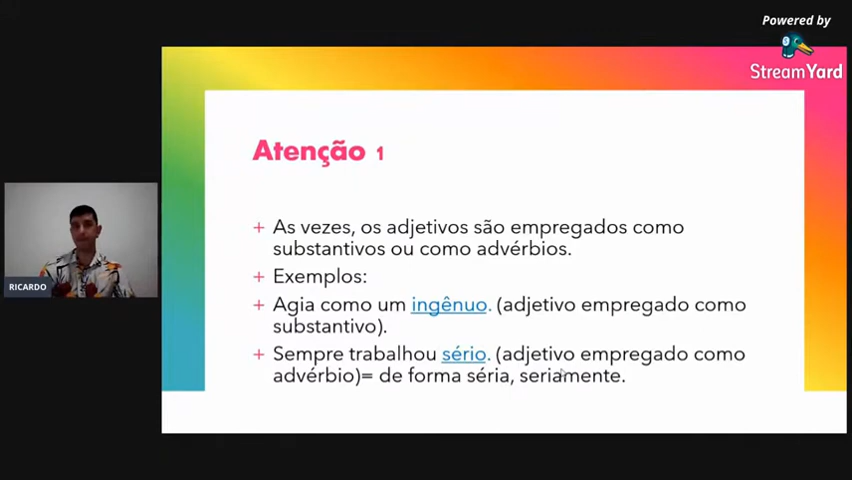 Powered by
StreamYard
Atenção 1
+ As vezes, os adjetivos são empregados como
substantivos ou como advérbios.
+ Exemplos:
+ Agia como um ingênuo. (adjetivo empregado como
substantivo).
+ Sempre trabalhou sério. (adjetivo empregado como
advérbio)= de forma séria, seriamente.
RICARDO